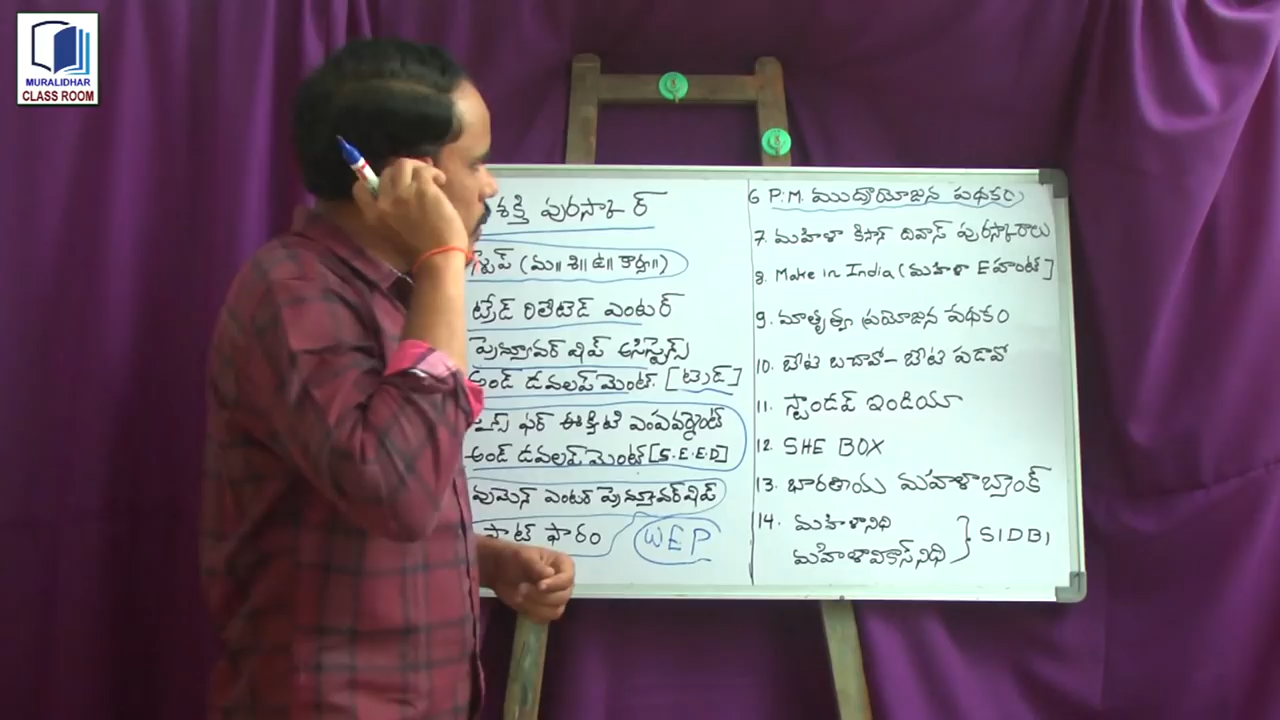 MURALIDHAR
CLASS ROOM
శక్తి పురస్కార్
స్టెప్ (మ॥ శి॥ ఉ॥ కార్య॥)
ట్రేడ్ రిలేటెడ్ ఎంటర్
ప్రెన్యూవర్ షిప్ అసిస్టెన్స్
అండ్ డవలప్ మెంట్ [ట్రెడ్]
ఫర్ ఈక్విటి ఎంపవర్మెంట్
అండ్ డవలప్ మెంట్ [S.E.E.D]
వుమెన్ ఎంటర్ ప్రెన్యూవర్ షిప్
ప్లాట్ ఫారం WEP
6 P.M. ముద్రాయోజన పథకం
7. మహిళా కిసాన్ దివాస్ పురస్కారాలు
8. Make in India (మహిళా E హాంట్]
9. మాతృత్వ ప్రయోజన పథకం
10. బేటి బచావో- బేటి పడావో
11. స్టాండప్ ఇండియా
12 SHE BOX
13. భారతీయ మహిళాబ్యాంక్
14. మహిళానిధి
మహిళావికాస్ నిధి } SIDBI